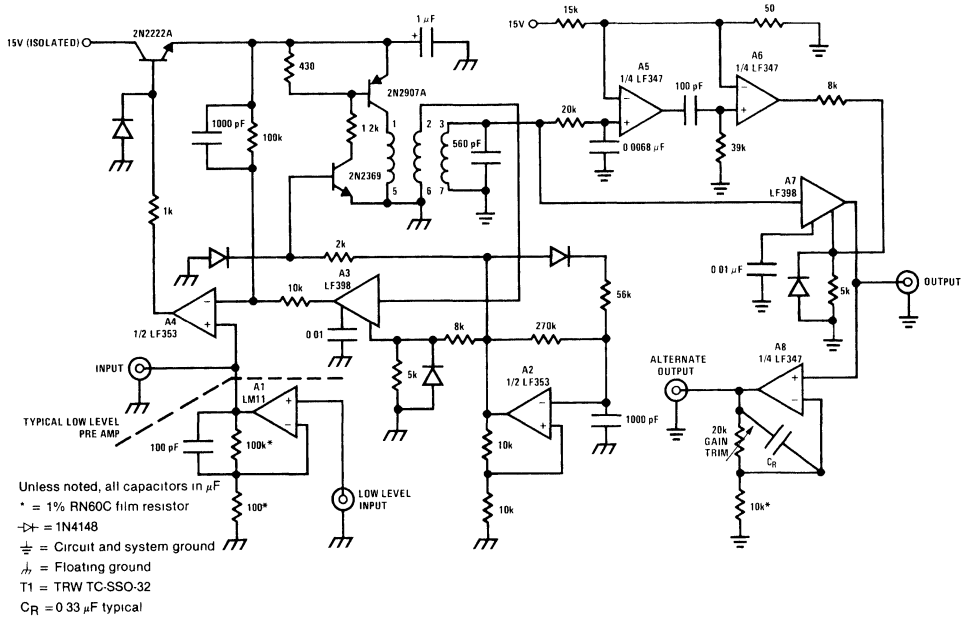 15V (ISOLATED)
2N2222A
1 µF
+
430
2N2907A
1000 pF
100k
1 2k
2N2369
1
2
3
5
6
7
560 pF
1k
15V
15k
50
A5
1/4 LF347
100 pF
A6
1/4 LF347
8k
20k
0 0068 µF
39k
−
+
−
+
A7
LF398
0 01 µF
5k
OUTPUT
2k
A3
LF398
10k
0 01
A4
1/2 LF353
−
+
56k
8k
270k
5k
A2
1/2 LF353
−
+
1000 pF
10k
10k
INPUT
TYPICAL LOW LEVEL
PRE AMP
A1
LM11
+
−
100 pF
100k*
100*
LOW LEVEL
INPUT
ALTERNATE
OUTPUT
A8
1/4 LF347
+
−
20k
GAIN
TRIM
CR
10k*
Unless noted, all capacitors in µF
* = 1% RN60C film resistor
= 1N4148
= Circuit and system ground
= Floating ground
T1 = TRW TC-SSO-32
CR = 0 33 µF typical